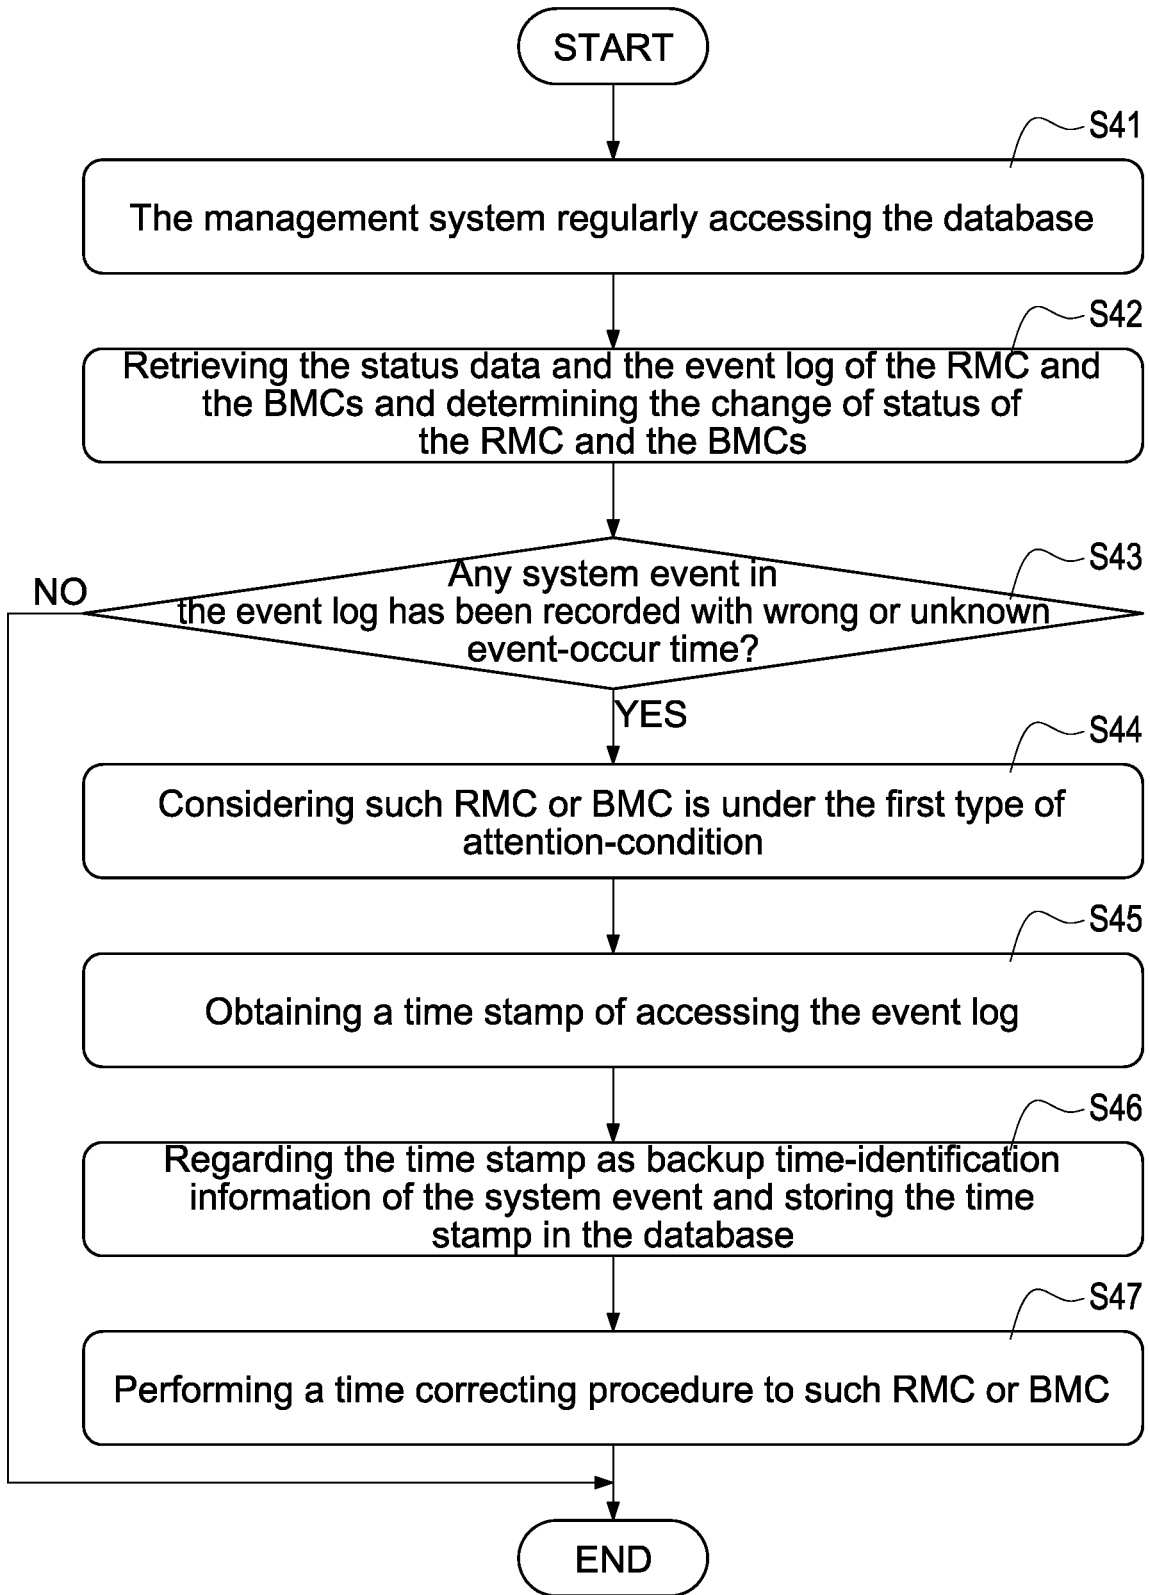 START
S41
The management system regularly accessing the database
S42
Retrieving the status data and the event log of the RMC and
the BMCs and determining the change of status of
the RMC and the BMCs
S43
Any system event in
the event log has been recorded with wrong or unknown
event-occur time?
NO
YES
S44
Considering such RMC or BMC is under the first type of
attention-condition
S45
Obtaining a time stamp of accessing the event log
S46
Regarding the time stamp as backup time-identification
information of the system event and storing the time
stamp in the database
S47
Performing a time correcting procedure to such RMC or BMC
END